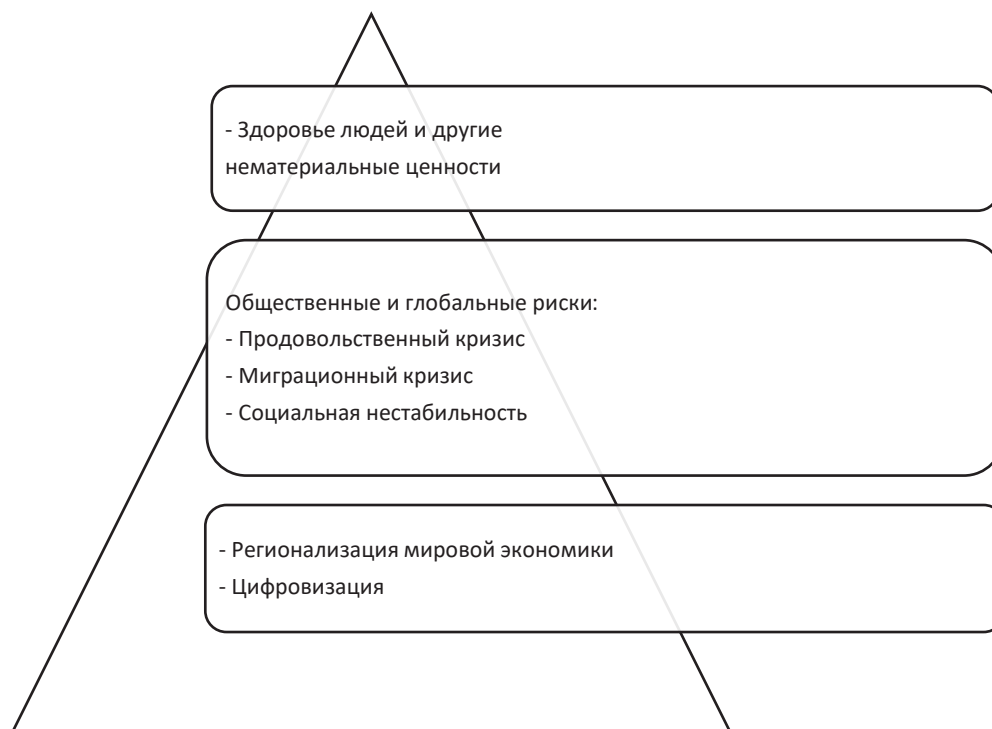 - Здоровье людей и другие
нематериальные ценности
Общественные и глобальные риски:
- Продовольственный кризис
- Миграционный кризис
- Социальная нестабильность
- Регионализация мировой экономики
- Цифровизация